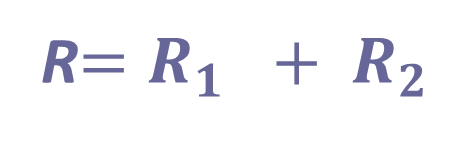 R= R₁ + R₂